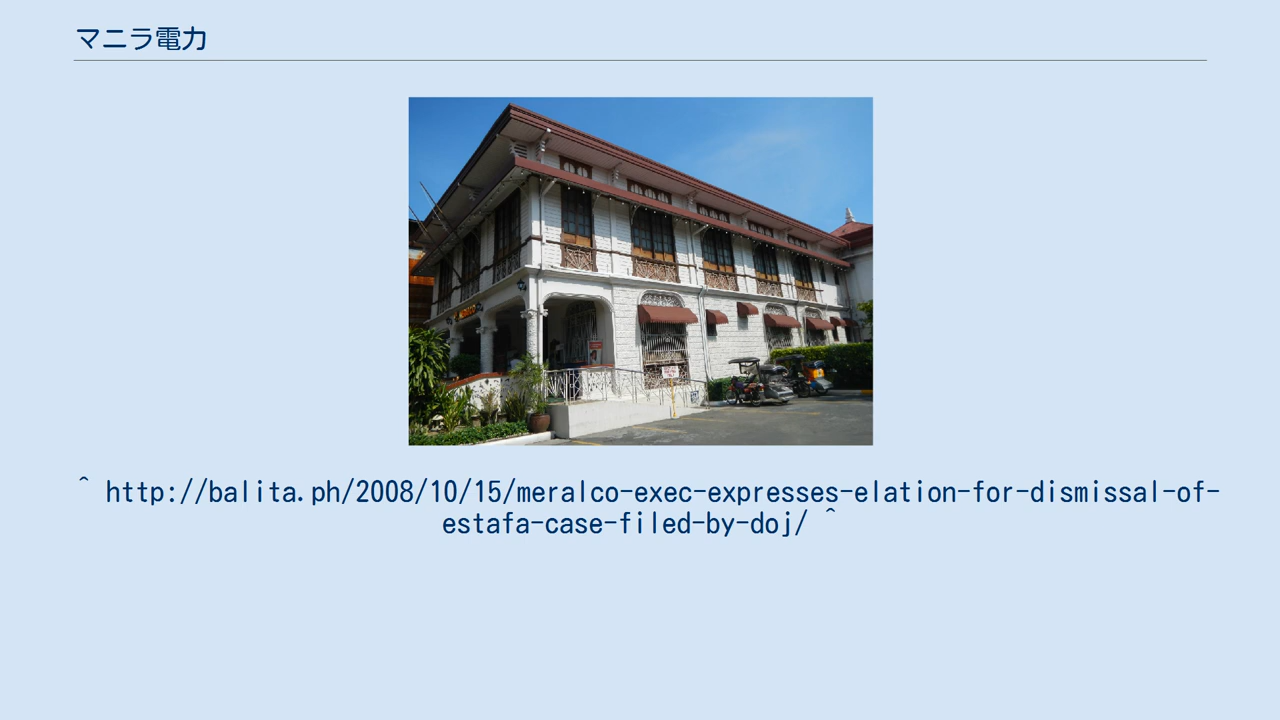 マニラ電力
MERALCO
^ http://balita.ph/2008/10/15/meralco-exec-expresses-elation-for-dismissal-of-
estafa-case-filed-by-doj/ ^